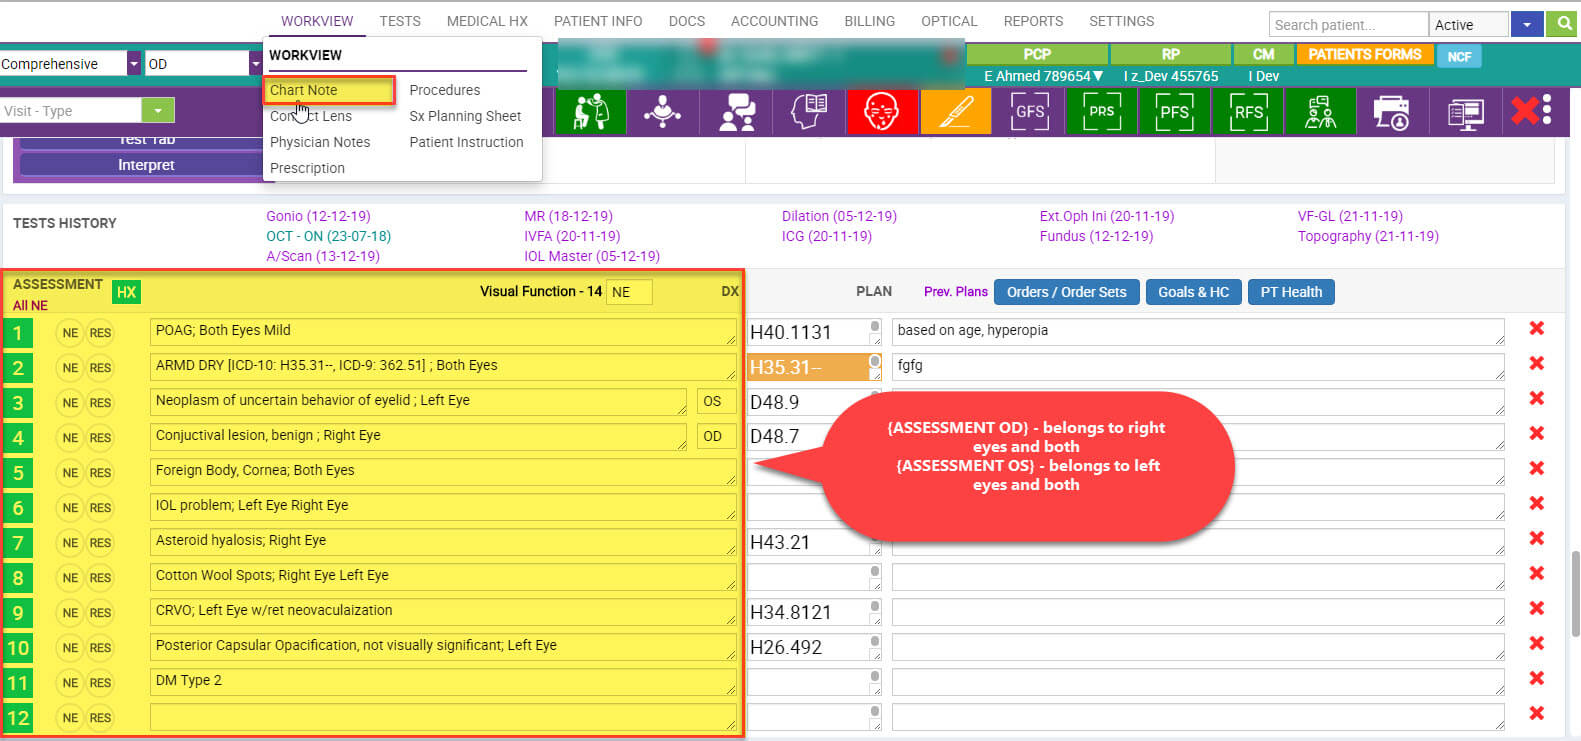 WORKVIEW TESTS MEDICAL HX PATIENT INFO DOCS ACCOUNTING BILLING OPTICAL REPORTS SETTINGS
Search patient... Active
WORKVIEW
Comprehensive OD
PCP RP CM PATIENTS FORMS NCF
E Ahmed 789654▼ I z_Dev 455765 I Dev
Chart Note Procedures
Contact Lens Sx Planning Sheet
Physician Notes Patient Instruction
Prescription
Visit - Type
GFS PRS PFS RFS
Test Tab
Interpret
TESTS HISTORY
Gonio (12-12-19) MR (18-12-19) Dilation (05-12-19) Ext.Oph Ini (20-11-19) VF-GL (21-11-19)
OCT - ON (23-07-18) IVFA (20-11-19) ICG (20-11-19) Fundus (12-12-19) Topography (21-11-19)
A/Scan (13-12-19) IOL Master (05-12-19)
ASSESSMENT HX Visual Function - 14 NE DX PLAN Prev. Plans Orders / Order Sets Goals & HC PT Health
All NE
1 NE RES POAG; Both Eyes Mild H40.1131 based on age, hyperopia
2 NE RES ARMD DRY [ICD-10: H35.31--, ICD-9: 362.51] ; Both Eyes H35.31-- fgfg
3 NE RES Neoplasm of uncertain behavior of eyelid ; Left Eye OS D48.9
4 NE RES Conjuctival lesion, benign ; Right Eye OD D48.7
5 NE RES Foreign Body, Cornea; Both Eyes
6 NE RES IOL problem; Left Eye Right Eye
7 NE RES Asteroid hyalosis; Right Eye H43.21
8 NE RES Cotton Wool Spots; Right Eye Left Eye
9 NE RES CRVO; Left Eye w/ret neovaculaization H34.8121
10 NE RES Posterior Capsular Opacification, not visually significant; Left Eye H26.492
11 NE RES DM Type 2
12 NE RES
{ASSESSMENT OD} - belongs to right
eyes and both
{ASSESSMENT OS} - belongs to left
eyes and both